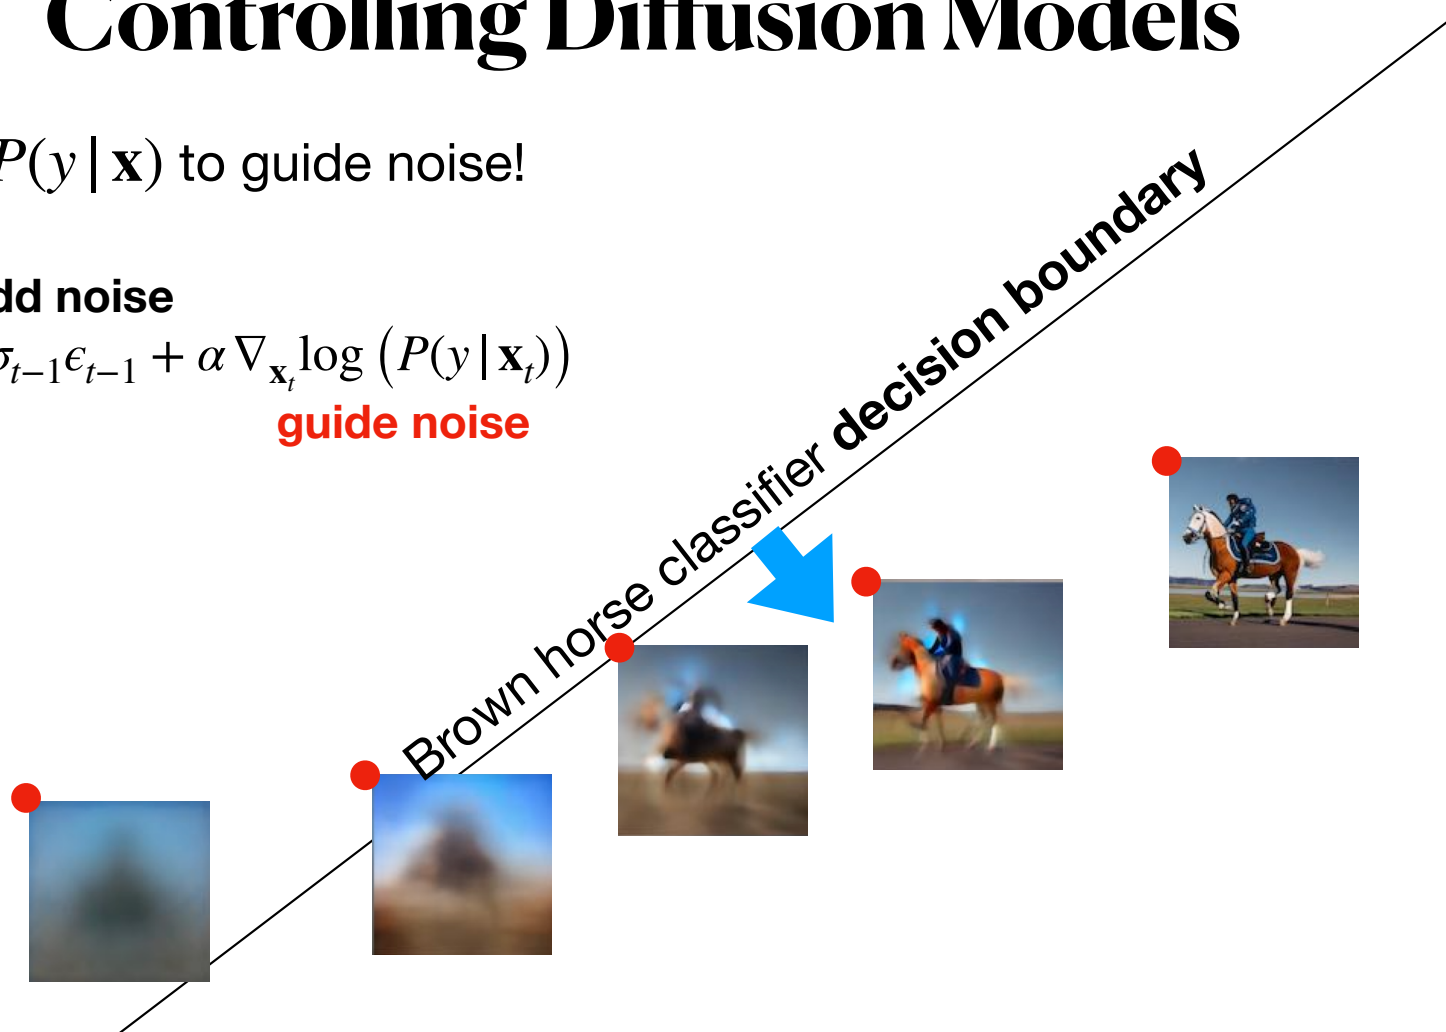 Controlling Diffusion Models
P(y | x) to guide noise!
dd noise
σₜ₋₁ϵₜ₋₁ + α ∇ₓₜ log (P(y | xₜ))
guide noise
Brown horse classifier decision boundary